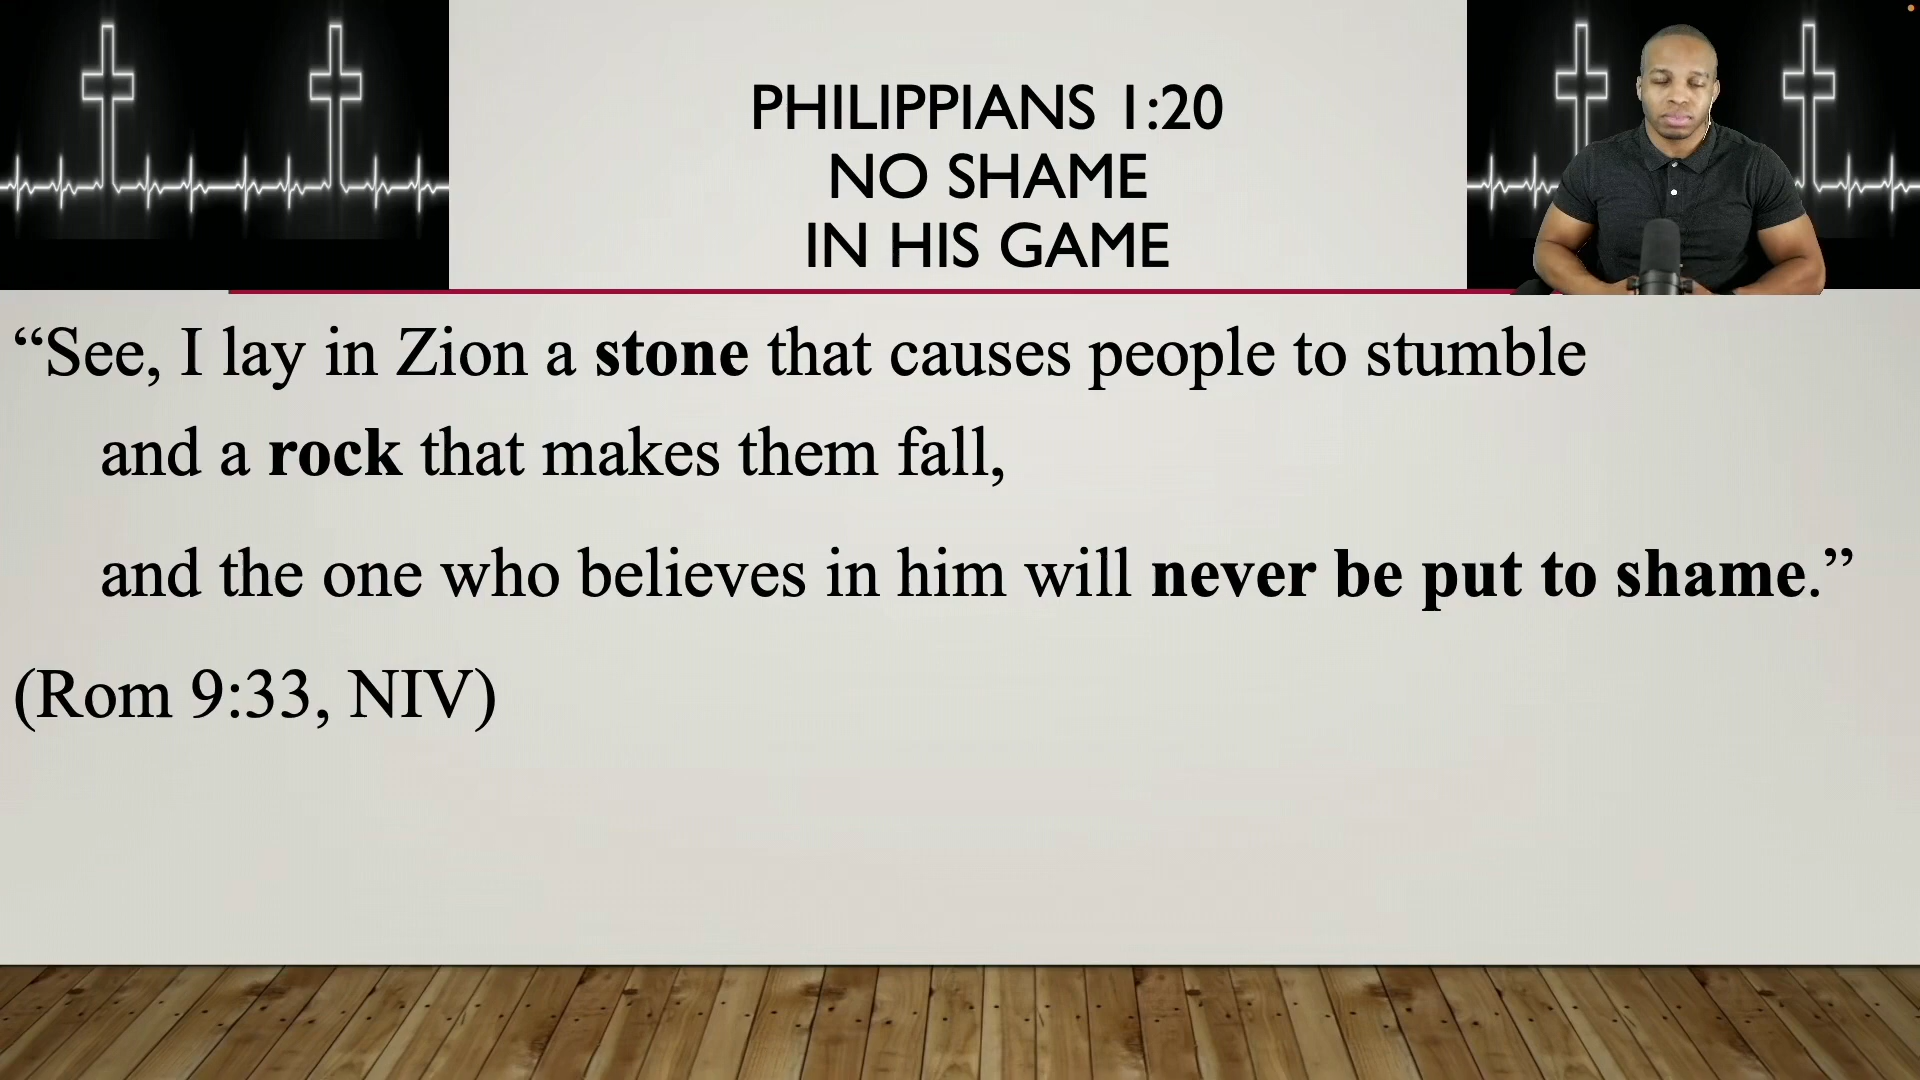 PHILIPPIANS 1:20
NO SHAME
IN HIS GAME
“See, I lay in Zion a stone that causes people to stumble
and a rock that makes them fall,
and the one who believes in him will never be put to shame.”
(Rom 9:33, NIV)